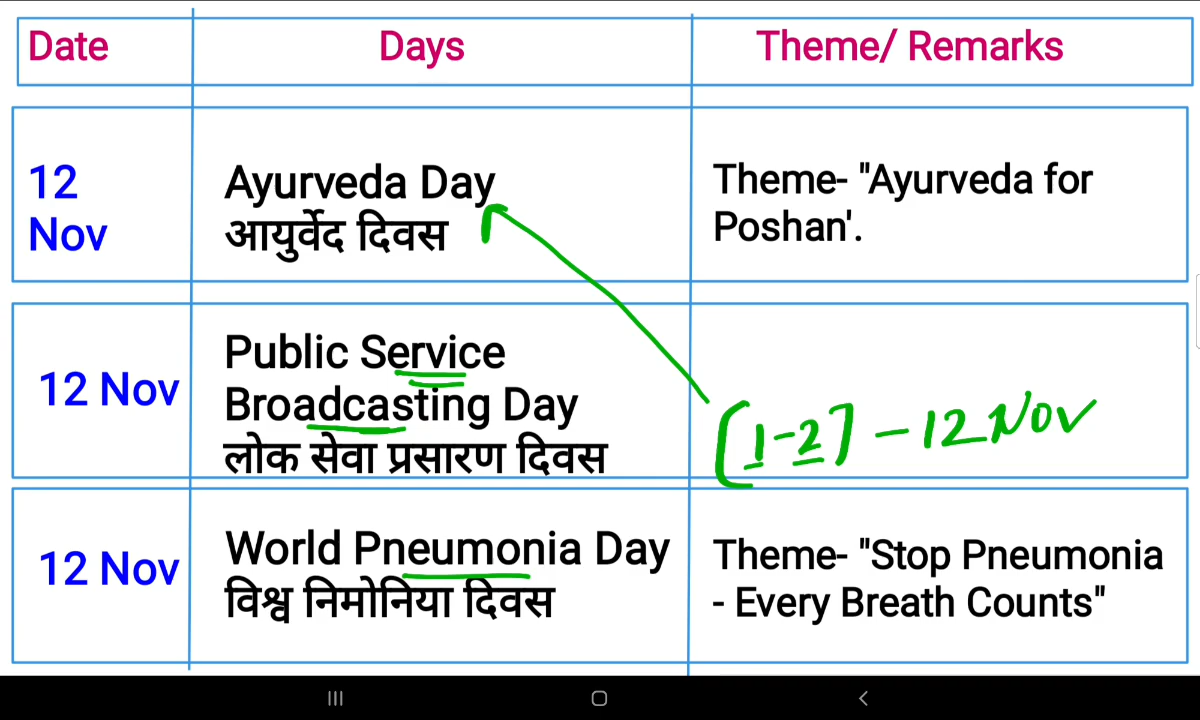 Date
Days
Theme/ Remarks
12
Nov
Ayurveda Day
आयुर्वेद दिवस
Theme- "Ayurveda for
Poshan'.
12 Nov
Public Service
Broadcasting Day
लोक सेवा प्रसारण दिवस
[1-2] - 12 Nov
12 Nov
World Pneumonia Day
विश्व निमोनिया दिवस
Theme- "Stop Pneumonia
- Every Breath Counts"